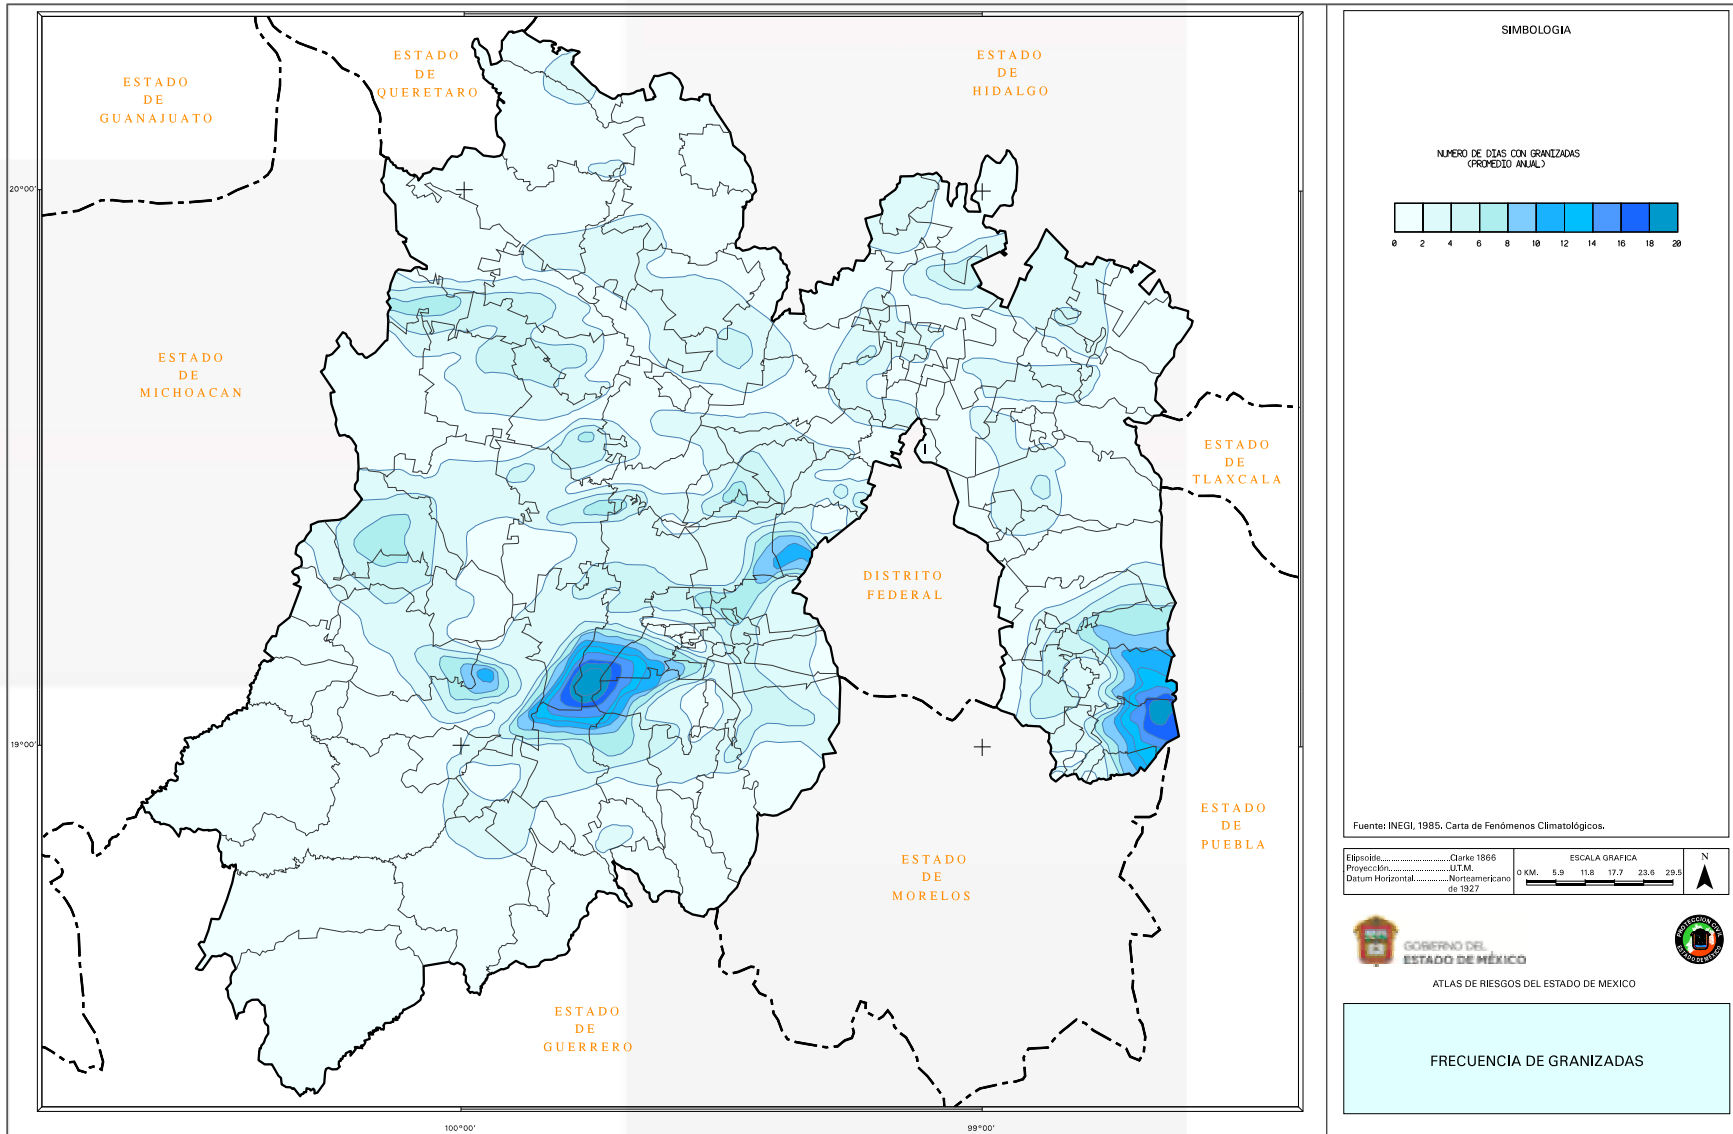 ESTADO
DE
GUANAJUATO
ESTADO
DE
QUERETARO
ESTADO
DE
HIDALGO
ESTADO
DE
MICHOACAN
ESTADO
DE
TLAXCALA
DISTRITO
FEDERAL
ESTADO
DE
PUEBLA
ESTADO
DE
MORELOS
ESTADO
DE
GUERRERO
20°00'
19°00'
100°00'
99°00'
SIMBOLOGIA
NUMERO DE DIAS CON GRANIZADAS
(PROMEDIO ANUAL)
0 2 4 6 8 10 12 14 16 18 20
Fuente: INEGI, 1985. Carta de Fenómenos Climatológicos.
Elipsoide........................Clarke 1866
Proyección......................U.T.M.
Datum Horizontal............Norteamericano
de 1927
ESCALA GRAFICA
0 KM. 5.9 11.8 17.7 23.6 29.5
N
GOBIERNO DEL
ESTADO DE MÉXICO
PROTECCION CIVIL
ESTADO DE MEXICO
ATLAS DE RIESGOS DEL ESTADO DE MEXICO
FRECUENCIA DE GRANIZADAS